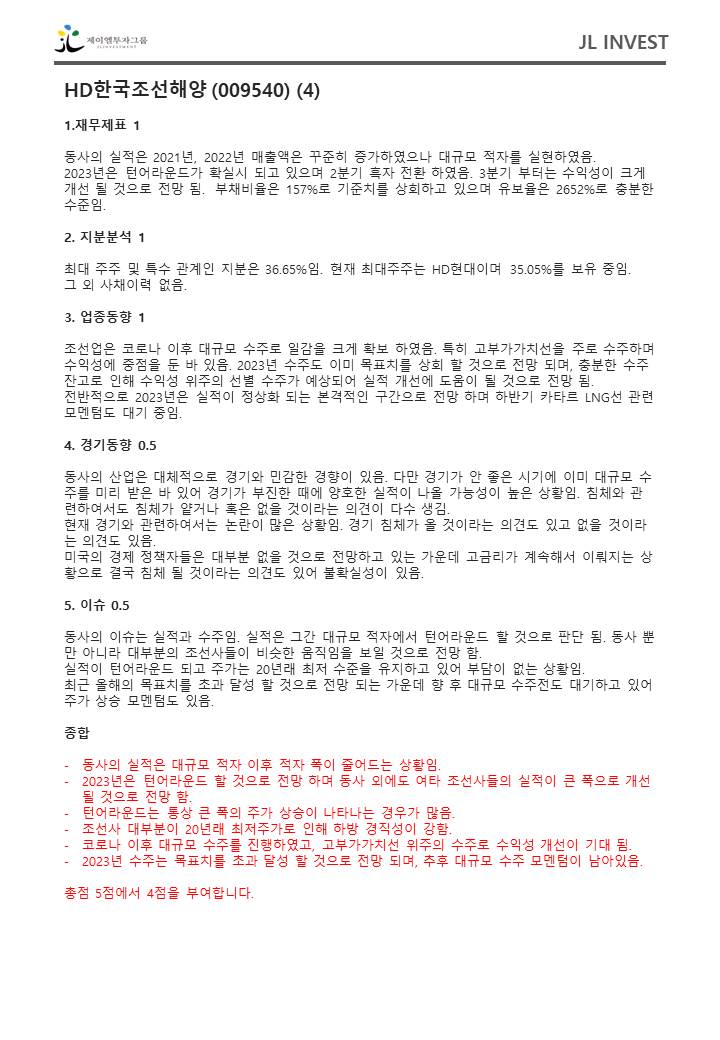 제이엘투자그룹
JLINVESTMENT
JL INVEST
HD한국조선해양 (009540) (4)
1.재무제표 1
동사의 실적은 2021년, 2022년 매출액은 꾸준히 증가하였으나 대규모 적자를 실현하였음.
2023년은 턴어라운드가 확실시 되고 있으며 2분기 흑자 전환 하였음. 3분기 부터는 수익성이 크게
개선 될 것으로 전망 됨. 부채비율은 157%로 기준치를 상회하고 있으며 유보율은 2652%로 충분한
수준임.
2. 지분분석 1
최대 주주 및 특수 관계인 지분은 36.65%임. 현재 최대주주는 HD현대이며 35.05%를 보유 중임.
그 외 사채이력 없음.
3. 업종동향 1
조선업은 코로나 이후 대규모 수주로 일감을 크게 확보 하였음. 특히 고부가가치선을 주로 수주하며
수익성에 중점을 둔 바 있음. 2023년 수주도 이미 목표치를 상회 할 것으로 전망 되며, 충분한 수주
잔고로 인해 수익성 위주의 선별 수주가 예상되어 실적 개선에 도움이 될 것으로 전망 됨.
전반적으로 2023년은 실적이 정상화 되는 본격적인 구간으로 전망 하며 하반기 카타르 LNG선 관련
모멘텀도 대기 중임.
4. 경기동향 0.5
동사의 산업은 대체적으로 경기와 민감한 경향이 있음. 다만 경기가 안 좋은 시기에 이미 대규모 수
주를 미리 받은 바 있어 경기가 부진한 때에 양호한 실적이 나올 가능성이 높은 상황임. 침체와 관
련하여서도 침체가 얕거나 혹은 없을 것이라는 의견이 다수 생김.
현재 경기와 관련하여서는 논란이 많은 상황임. 경기 침체가 올 것이라는 의견도 있고 없을 것이라
는 의견도 있음.
미국의 경제 정책자들은 대부분 없을 것으로 전망하고 있는 가운데 고금리가 계속해서 이뤄지는 상
황으로 결국 침체 될 것이라는 의견도 있어 불확실성이 있음.
5. 이슈 0.5
동사의 이슈는 실적과 수주임. 실적은 그간 대규모 적자에서 턴어라운드 할 것으로 판단 됨. 동사 뿐
만 아니라 대부분의 조선사들이 비슷한 움직임을 보일 것으로 전망 함.
실적이 턴어라운드 되고 주가는 20년래 최저 수준을 유지하고 있어 부담이 없는 상황임.
최근 올해의 목표치를 초과 달성 할 것으로 전망 되는 가운데 향 후 대규모 수주전도 대기하고 있어
주가 상승 모멘텀도 있음.
종합
- 동사의 실적은 대규모 적자 이후 적자 폭이 줄어드는 상황임.
- 2023년은 턴어라운드 할 것으로 전망 하며 동사 외에도 여타 조선사들의 실적이 큰 폭으로 개선
될 것으로 전망 함.
- 턴어라운드는 통상 큰 폭의 주가 상승이 나타나는 경우가 많음.
- 조선사 대부분이 20년래 최저주가로 인해 하방 경직성이 강함.
- 코로나 이후 대규모 수주를 진행하였고, 고부가가치선 위주의 수주로 수익성 개선이 기대 됨.
- 2023년 수주는 목표치를 초과 달성 할 것으로 전망 되며, 추후 대규모 수주 모멘텀이 남아있음.
총점 5점에서 4점을 부여합니다.